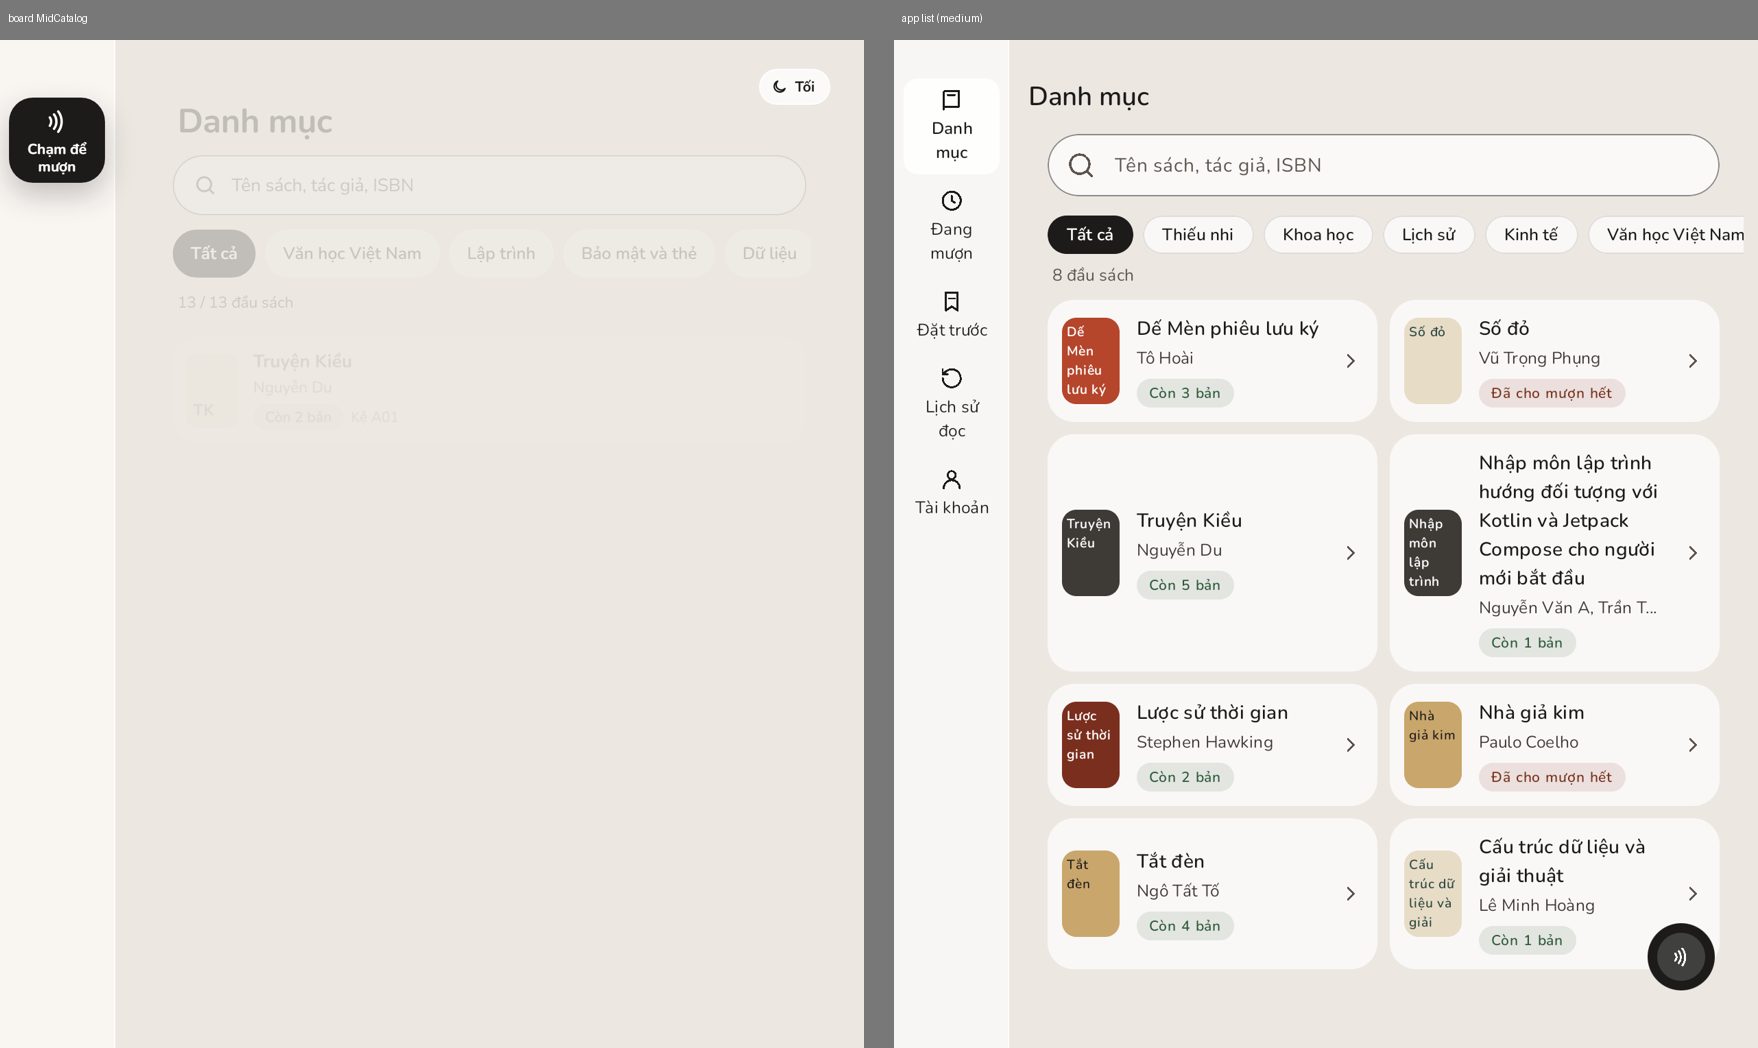 board MidCatalog
Tối
Chạm để
mượn
Danh mục
Tên sách, tác giả, ISBN
Tất cả
Văn học Việt Nam
Lập trình
Bảo mật và thẻ
Dữ liệu
13 / 13 đầu sách
TK
Truyện Kiều
Nguyễn Du
Còn 2 bản
Kệ A01
app list (medium)
Danh
mục
Đang
mượn
Đặt trước
Lịch sử
đọc
Tài khoản
Danh mục
Tên sách, tác giả, ISBN
Tất cả
Thiếu nhi
Khoa học
Lịch sử
Kinh tế
Văn học Việt Nam
8 đầu sách
Dế
Mèn
phiêu
lưu ký
Dế Mèn phiêu lưu ký
Tô Hoài
Còn 3 bản
Số đỏ
Số đỏ
Vũ Trọng Phụng
Đã cho mượn hết
Truyện
Kiều
Truyện Kiều
Nguyễn Du
Còn 5 bản
Nhập
môn
lập
trình
Nhập môn lập trình
hướng đối tượng với
Kotlin và Jetpack
Compose cho người
mới bắt đầu
Nguyễn Văn A, Trần T...
Còn 1 bản
Lược
sử thời
gian
Lược sử thời gian
Stephen Hawking
Còn 2 bản
Nhà
giả kim
Nhà giả kim
Paulo Coelho
Đã cho mượn hết
Tắt
đèn
Tắt đèn
Ngô Tất Tố
Còn 4 bản
Cấu
trúc dữ
liệu và
giải
Cấu trúc dữ liệu và
giải thuật
Lê Minh Hoàng
Còn 1 bản